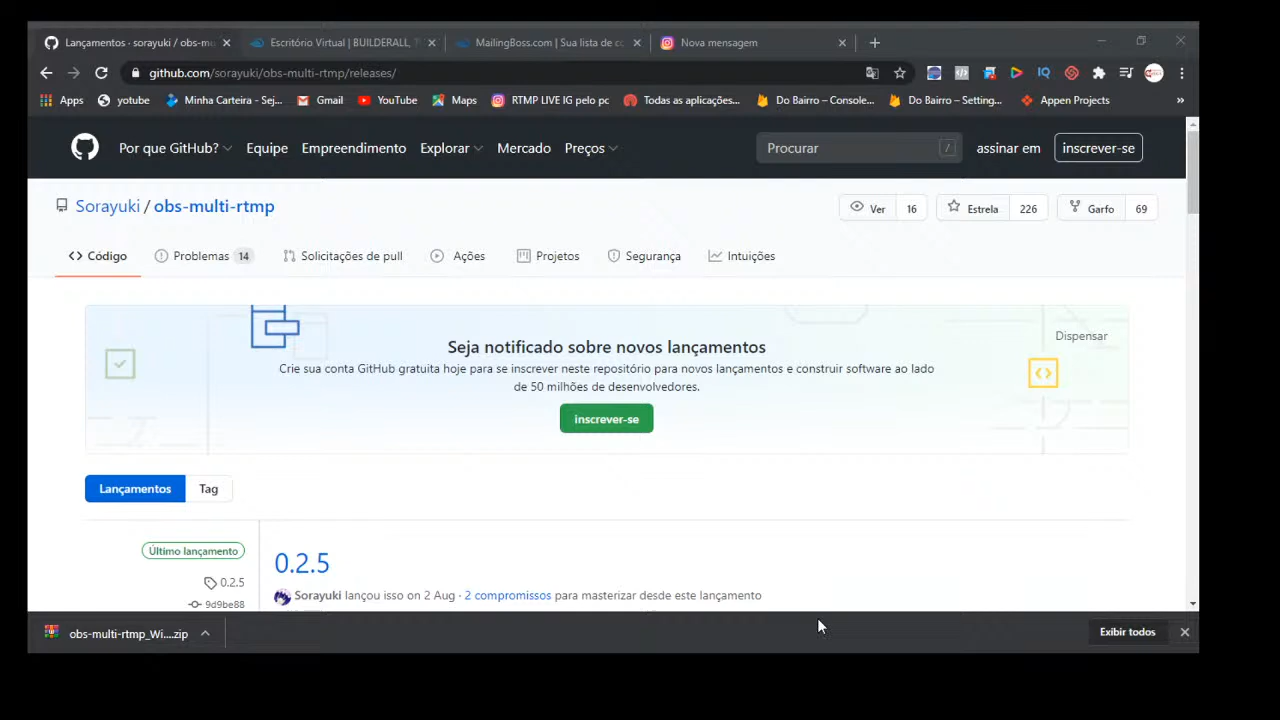 Lançamentos · sorayuki / obs-mu
Escritório Virtual | BUILDERALL,
MailingBoss.com | Sua lista de co
Nova mensagem
github.com/sorayuki/obs-multi-rtmp/releases/
Apps
yotube
Minha Carteira - Sej...
Gmail
YouTube
Maps
RTMP LIVE IG pelo pc
Todas as aplicações...
Do Bairro – Console...
Do Bairro – Setting...
Appen Projects
»
Por que GitHub?
Equipe
Empreendimento
Explorar
Mercado
Preços
Procurar
/
assinar em
inscrever-se
Sorayuki / obs-multi-rtmp
Ver 16
Estrela 226
Garfo 69
Código
Problemas 14
Solicitações de pull
Ações
Projetos
Segurança
Intuições
Seja notificado sobre novos lançamentos
Dispensar
Crie sua conta GitHub gratuita hoje para se inscrever neste repositório para novos lançamentos e construir software ao lado
de 50 milhões de desenvolvedores.
inscrever-se
Lançamentos
Tag
Último lançamento
0.2.5
0.2.5
9d9be88
Sorayuki lançou isso on 2 Aug · 2 compromissos para masterizar desde este lançamento
obs-multi-rtmp_Wi....zip
Exibir todos